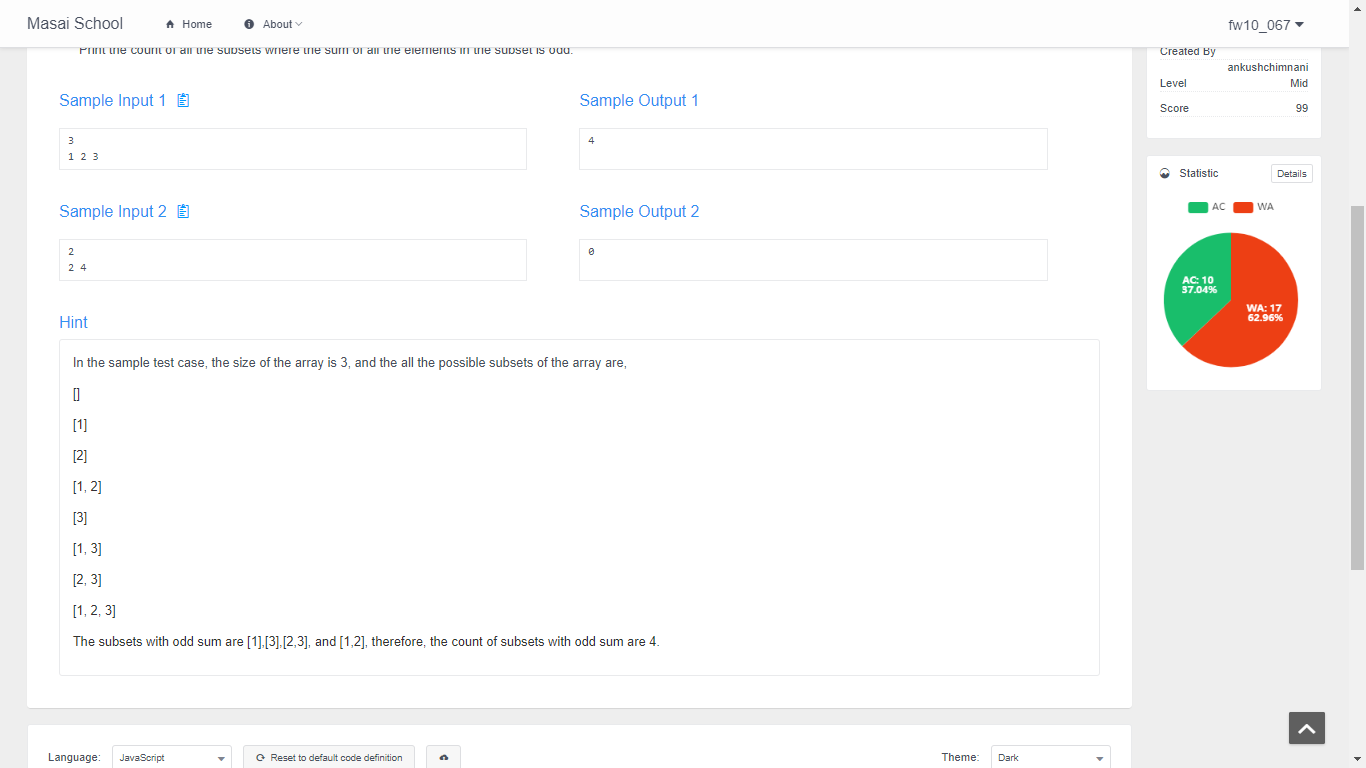 Masai School
Home
About
fw10_067
Print the count of all the subsets where the sum of all the elements in the subset is odd.
Created By
ankushchimnani
Level Mid
Score 99
Sample Input 1
Sample Output 1
3
1 2 3
4
Sample Input 2
Sample Output 2
2
2 4
0
Hint
In the sample test case, the size of the array is 3, and the all the possible subsets of the array are,
[]
[1]
[2]
[1, 2]
[3]
[1, 3]
[2, 3]
[1, 2, 3]
The subsets with odd sum are [1],[3],[2,3], and [1,2], therefore, the count of subsets with odd sum are 4.
Statistic
Details
AC WA
AC: 10
37.04%
WA: 17
62.96%
Language: JavaScript Reset to default code definition
Theme: Dark